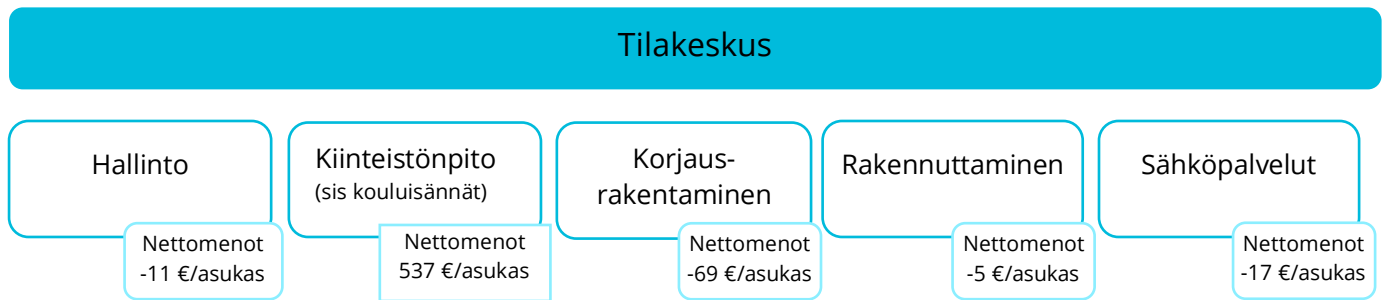 Tilakeskus
Hallinto
Nettomenot
-11 €/asukas
Kiinteistönpito
(sis kouluisännät)
Nettomenot
537 €/asukas
Korjaus-
rakentaminen
Nettomenot
-69 €/asukas
Rakennuttaminen
Nettomenot
-5 €/asukas
Sähköpalvelut
Nettomenot
-17 €/asukas